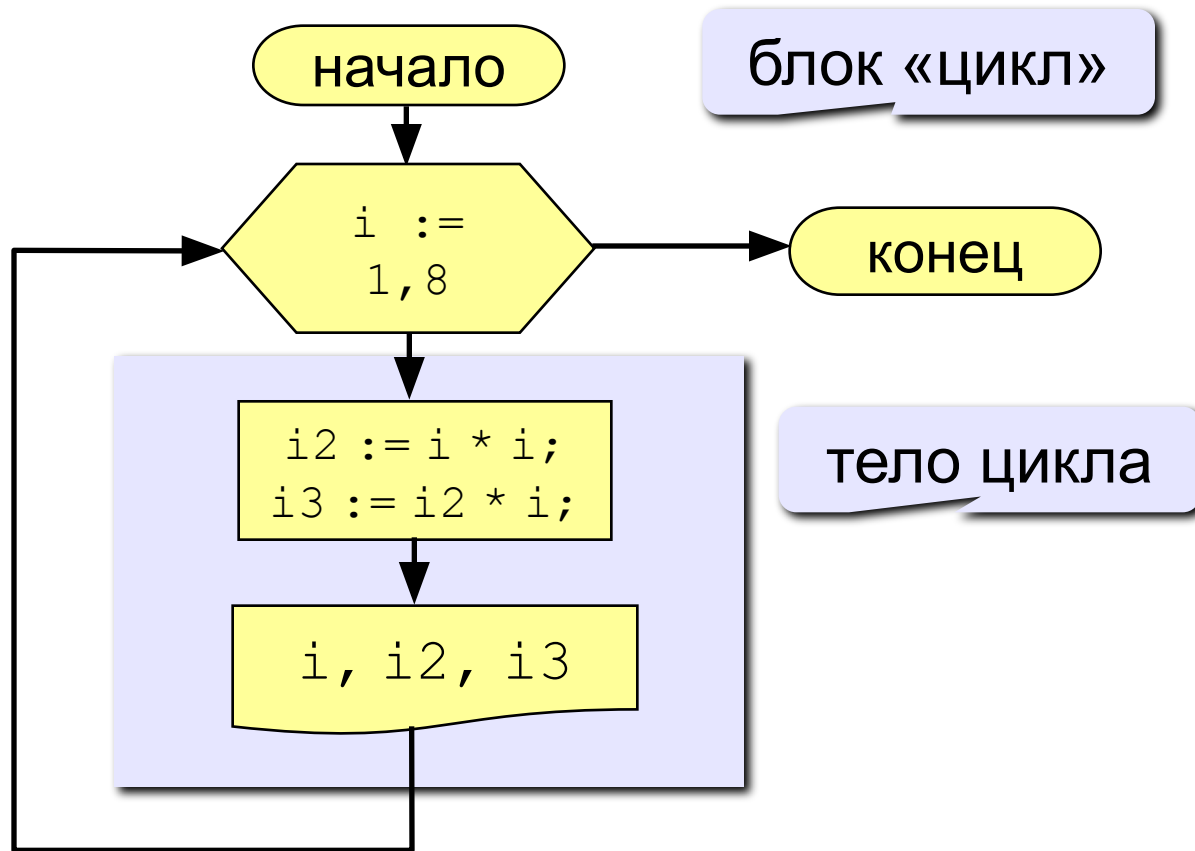 начало
блок «цикл»
i :=
1,8
конец
i2 := i * i;
i3 := i2 * i;
тело цикла
i, i2, i3